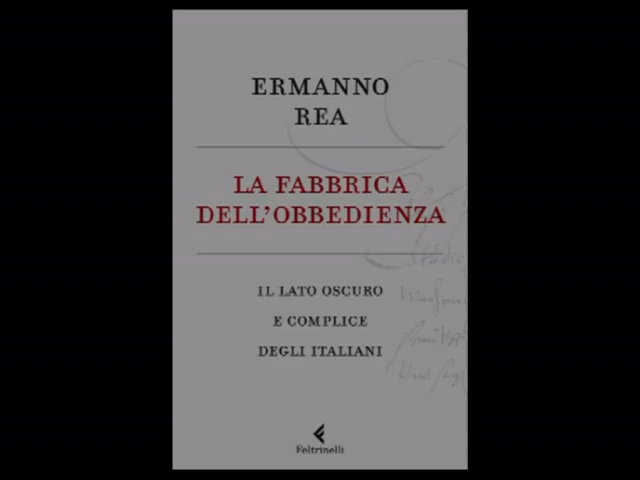 ERMANNO
REA
LA FABBRICA
DELL'OBBEDIENZA
IL LATO OSCURO
E COMPLICE
DEGLI ITALIANI
Feltrinelli